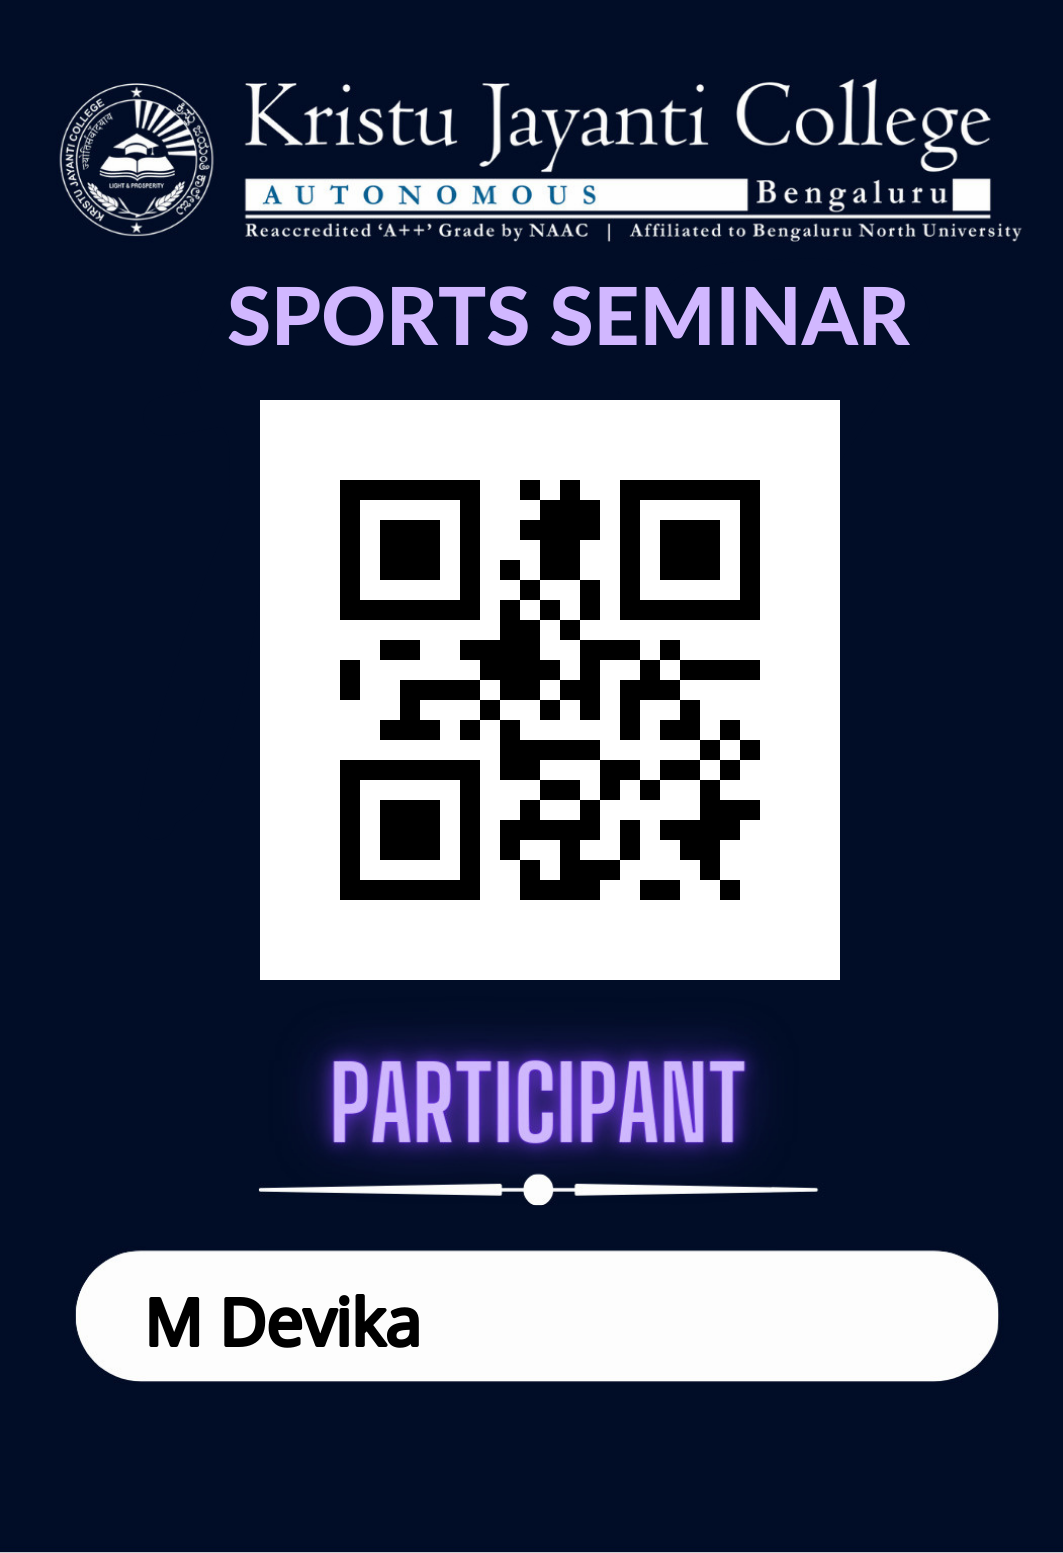 KRISTU JAYANTI COLLEGE
LIGHT & PROSPERITY
Kristu Jayanti College
AUTONOMOUS Bengaluru
Reaccredited ‘A++’ Grade by NAAC | Affiliated to Bengaluru North University
SPORTS SEMINAR
PARTICIPANT
M Devika